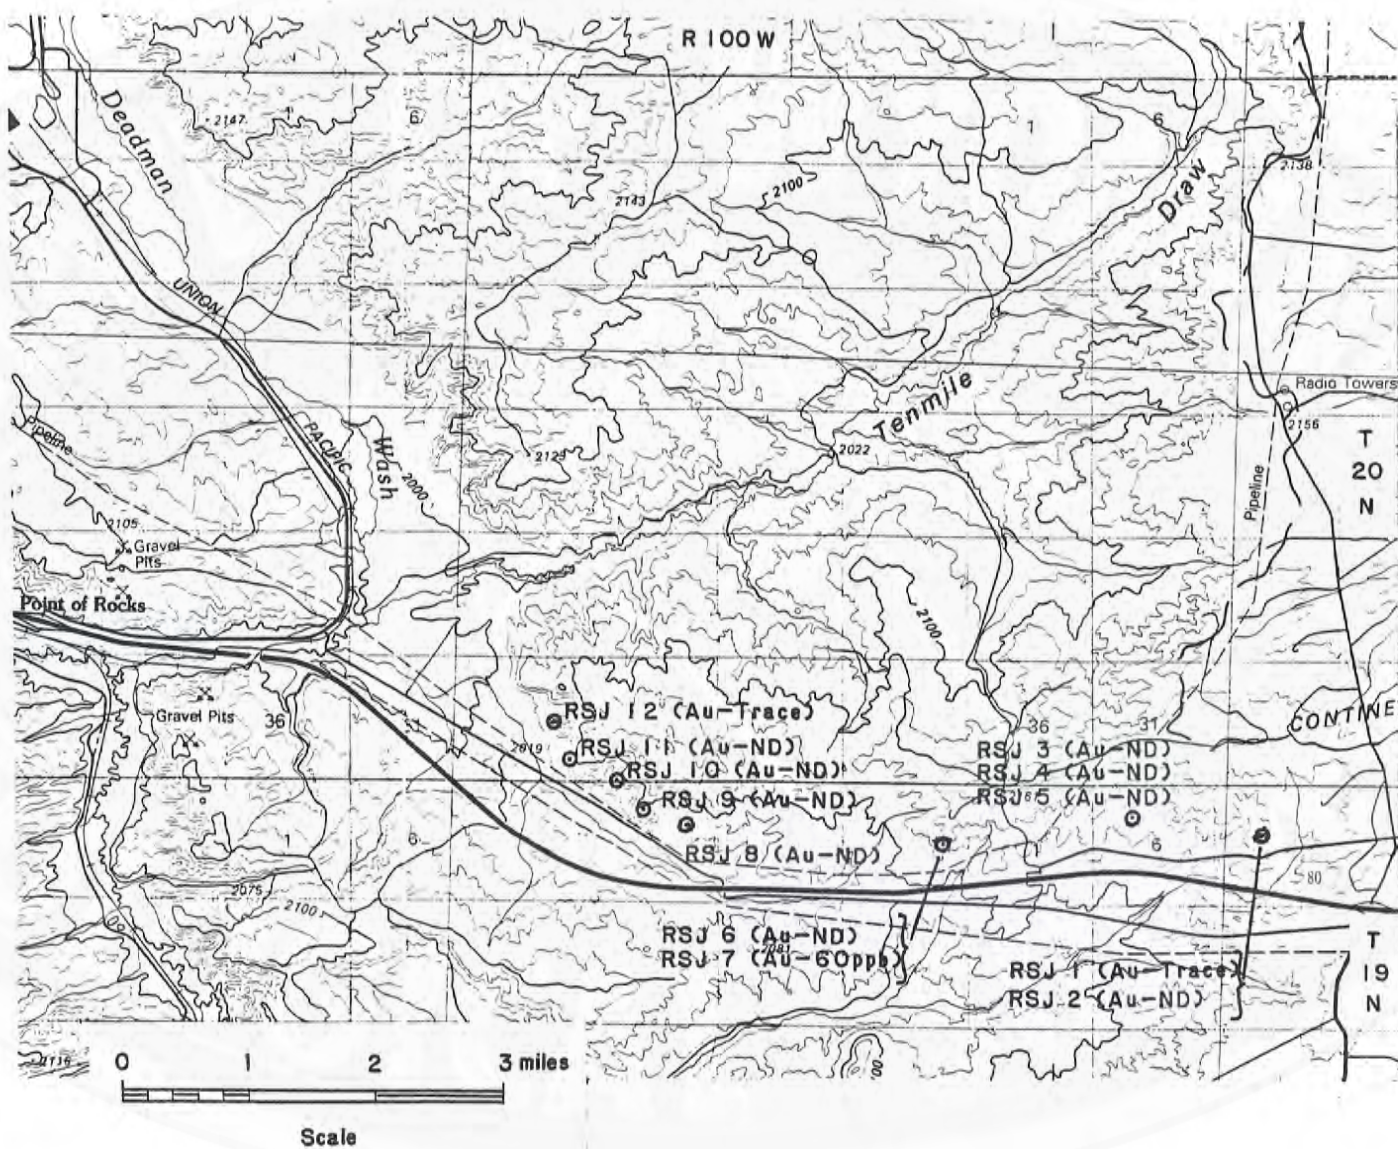 R 100 W
Deadman
2147
1
6
1
6
2138
2143
2100
Draw
UNION
Tenmile
Radio Towers
2156
PACIFIC
Wash
2022
T
20
N
Pipeline
2000
Pipeline
2105
Gravel
Pits
Point of Rocks
2100
Gravel Pits
36
RSJ 12 (Au-Trace)
36
31
CONTINE
2019
RSJ 11 (Au-ND)
RSJ 3 (Au-ND)
RSJ 10 (Au-ND)
RSJ 4 (Au-ND)
RSJ 9 (Au-ND)
RSJ 5 (Au-ND)
1
6
RSJ 8 (Au-ND)
1
6
80
2075
2100
RSJ 6 (Au-ND)
RSJ 7 (Au-60ppb)
RSJ 1 (Au-Trace)
RSJ 2 (Au-ND)
T
19
N
2116
0 1 2 3 miles
Scale